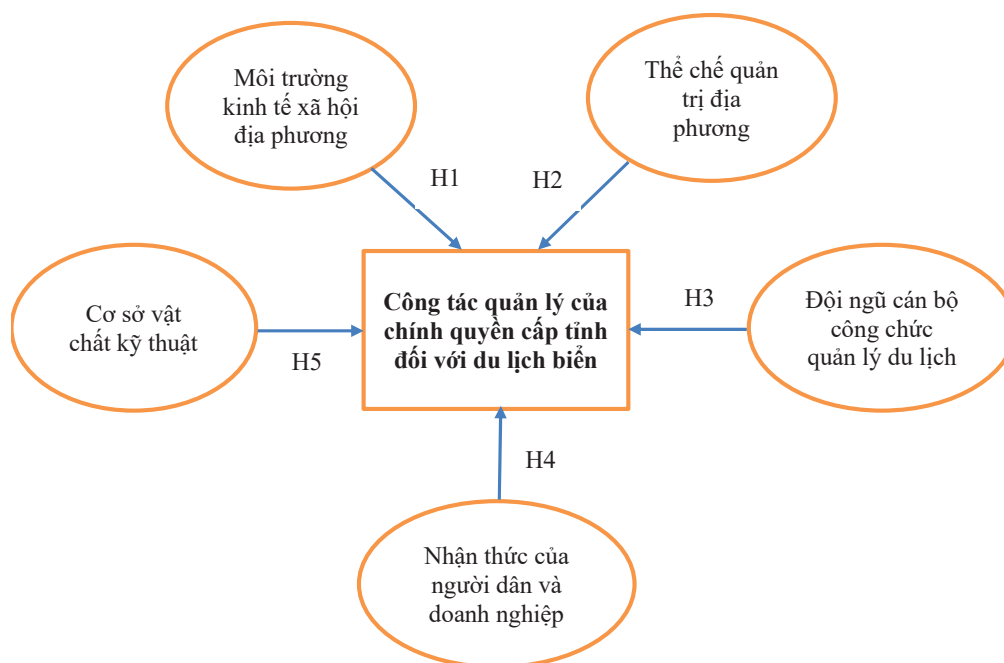 Môi trường
kinh tế xã hội
địa phương
Thể chế quản
trị địa
phương
H1
H2
Cơ sở vật
chất kỹ thuật
H5
Công tác quản lý của
chính quyền cấp tỉnh
đối với du lịch biển
H3
Đội ngũ cán bộ
công chức
quản lý du lịch
H4
Nhận thức của
người dân và
doanh nghiệp